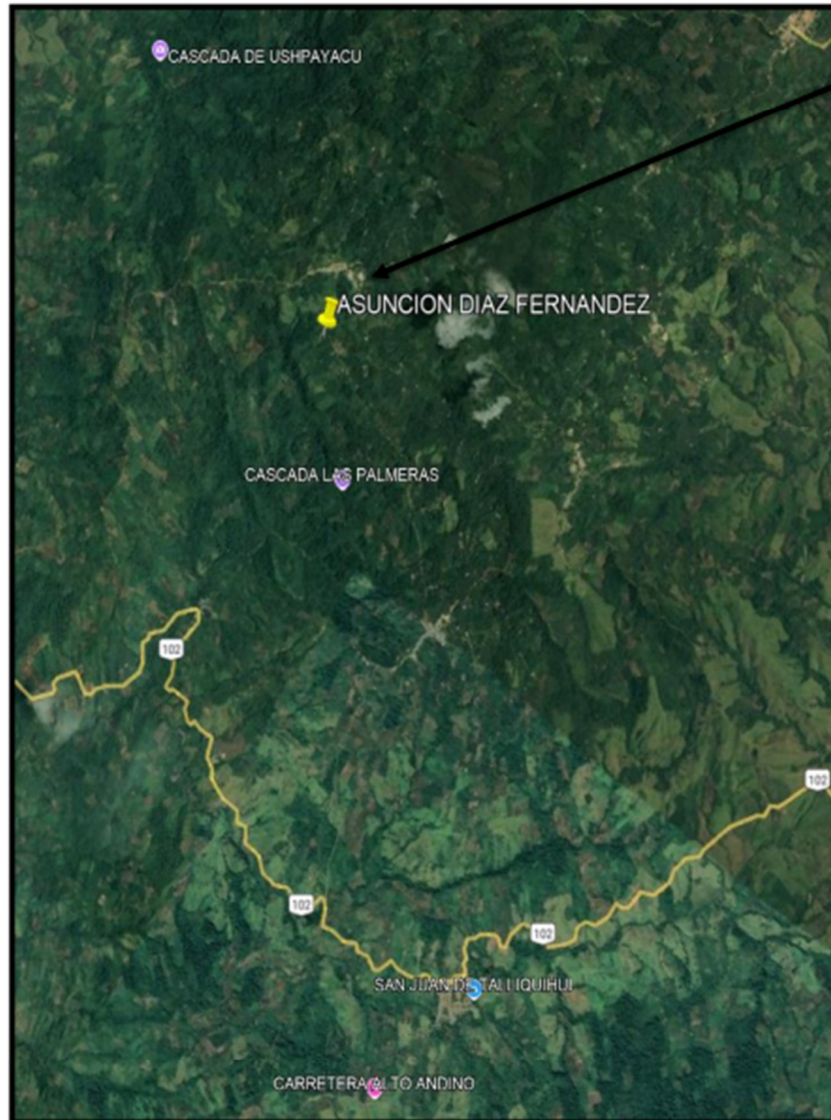 CASCADA DE USHPAYACU
ASUNCION DIAZ FERNANDEZ
CASCADA LAS PALMERAS
102
102
102
102
SAN JUAN DE TALLIQUIHUI
CARRETERA ALTO ANDINO